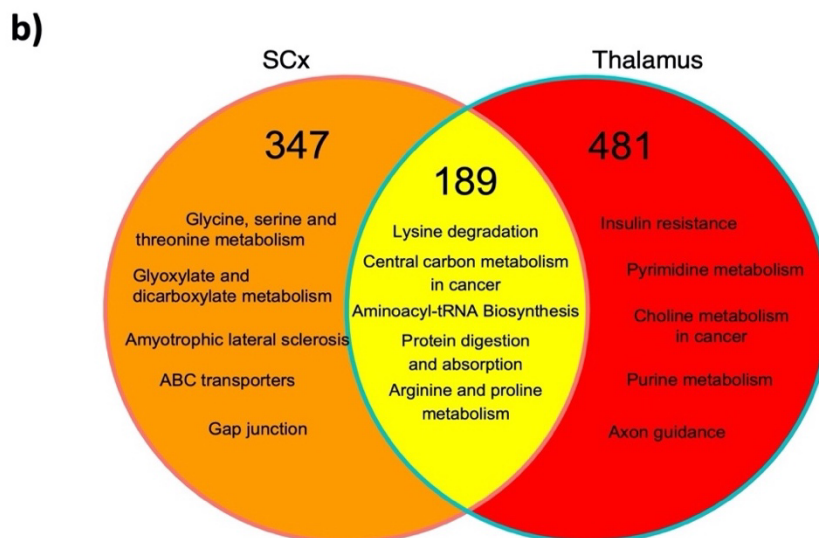 b)
SCx
Thalamus
347
189
481
Glycine, serine and
threonine metabolism
Glyoxylate and
dicarboxylate metabolism
Amyotrophic lateral sclerosis
ABC transporters
Gap junction
Lysine degradation
Central carbon metabolism
in cancer
Aminoacyl-tRNA Biosynthesis
Protein digestion
and absorption
Arginine and proline
metabolism
Insulin resistance
Pyrimidine metabolism
Choline metabolism
in cancer
Purine metabolism
Axon guidance